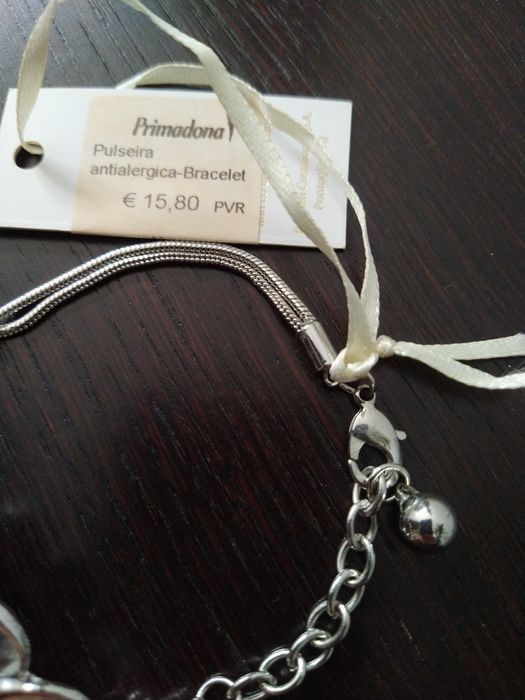 Primadona
Pulseira
antialergica-Bracelet
€ 15,80 PVR